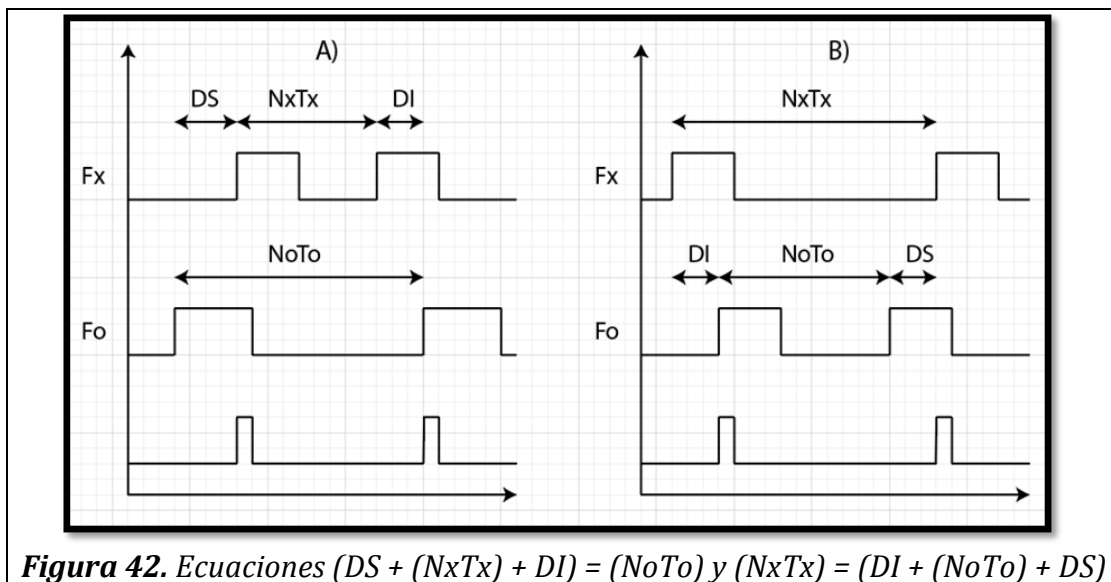 A)
DS NxTx DI
Fx
NoTo
Fo
B)
NxTx
Fx
DI NoTo DS
Fo
Figura 42. Ecuaciones (DS + (NxTx) + DI) = (NoTo) y (NxTx) = (DI + (NoTo) + DS)